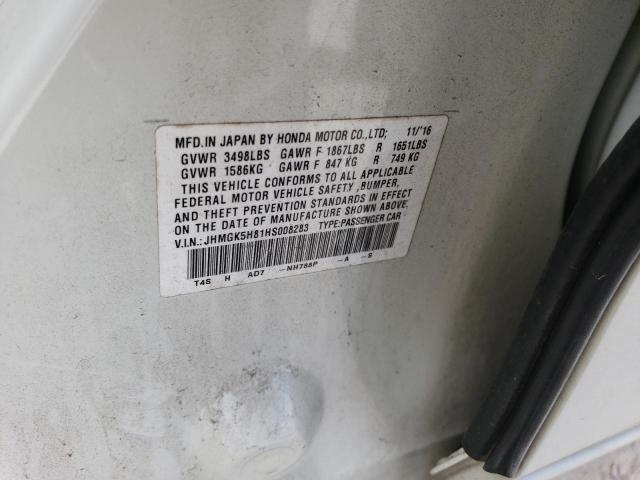 MFD.IN JAPAN BY HONDA MOTOR CO.,LTD; 11/'16
GVWR 3498LBS GAWR F 1867LBS R 1651LBS
GVWR 1586KG GAWR F 847 KG R 749 KG
THIS VEHICLE CONFORMS TO ALL APPLICABLE
FEDERAL MOTOR VEHICLE SAFETY, BUMPER,
AND THEFT PREVENTION STANDARDS IN EFFECT
ON THE DATE OF MANUFACTURE SHOWN ABOVE.
V.I.N.: JHMGK5H81HS008283 TYPE:PASSENGER CAR
T4S H AD7 -NH788P -A -S